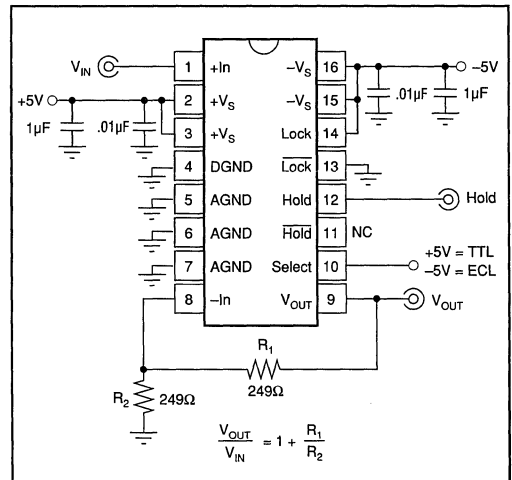 V_IN 1 +In –V_S 16 –5V
+5V 2 +V_S –V_S 15 .01µF 1µF
1µF .01µF 3 +V_S Lock 14
4 DGND L̅o̅c̅k̅ 13
5 AGND Hold 12 Hold
6 AGND H̅o̅l̅d̅ 11 NC
7 AGND Select 10 +5V = TTL
–5V = ECL
8 –In V_OUT 9 V_OUT
R_1
249Ω
R_2 249Ω
V_OUT / V_IN = 1 + R_1 / R_2